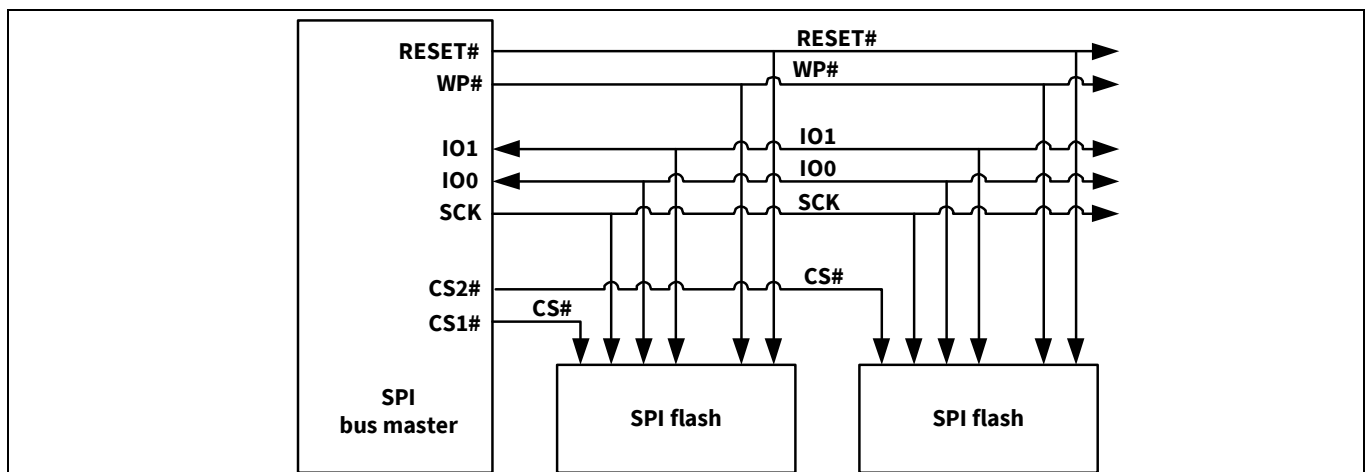 RESET# RESET#
WP# WP#
IO1 IO1
IO0 IO0
SCK SCK
CS2# CS#
CS1# CS#
SPI
bus master
SPI flash SPI flash